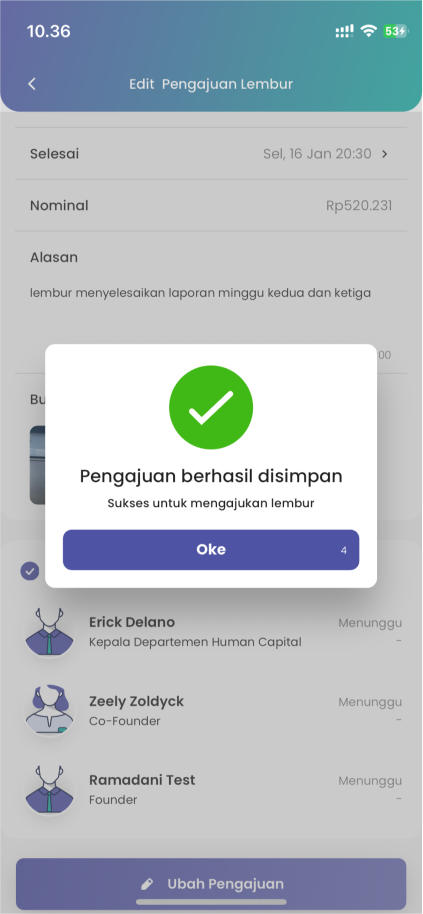 10.36
53
Edit Pengajuan Lembur
Selesai
Sel, 16 Jan 20:30
Nominal
Rp520.231
Alasan
lembur menyelesaikan laporan minggu kedua dan ketiga
00
Bu
Pengajuan berhasil disimpan
Sukses untuk mengajukan lembur
Oke
4
Erick Delano
Menunggu
Kepala Departemen Human Capital
-
Zeely Zoldyck
Menunggu
Co-Founder
-
Ramadani Test
Menunggu
Founder
-
Ubah Pengajuan